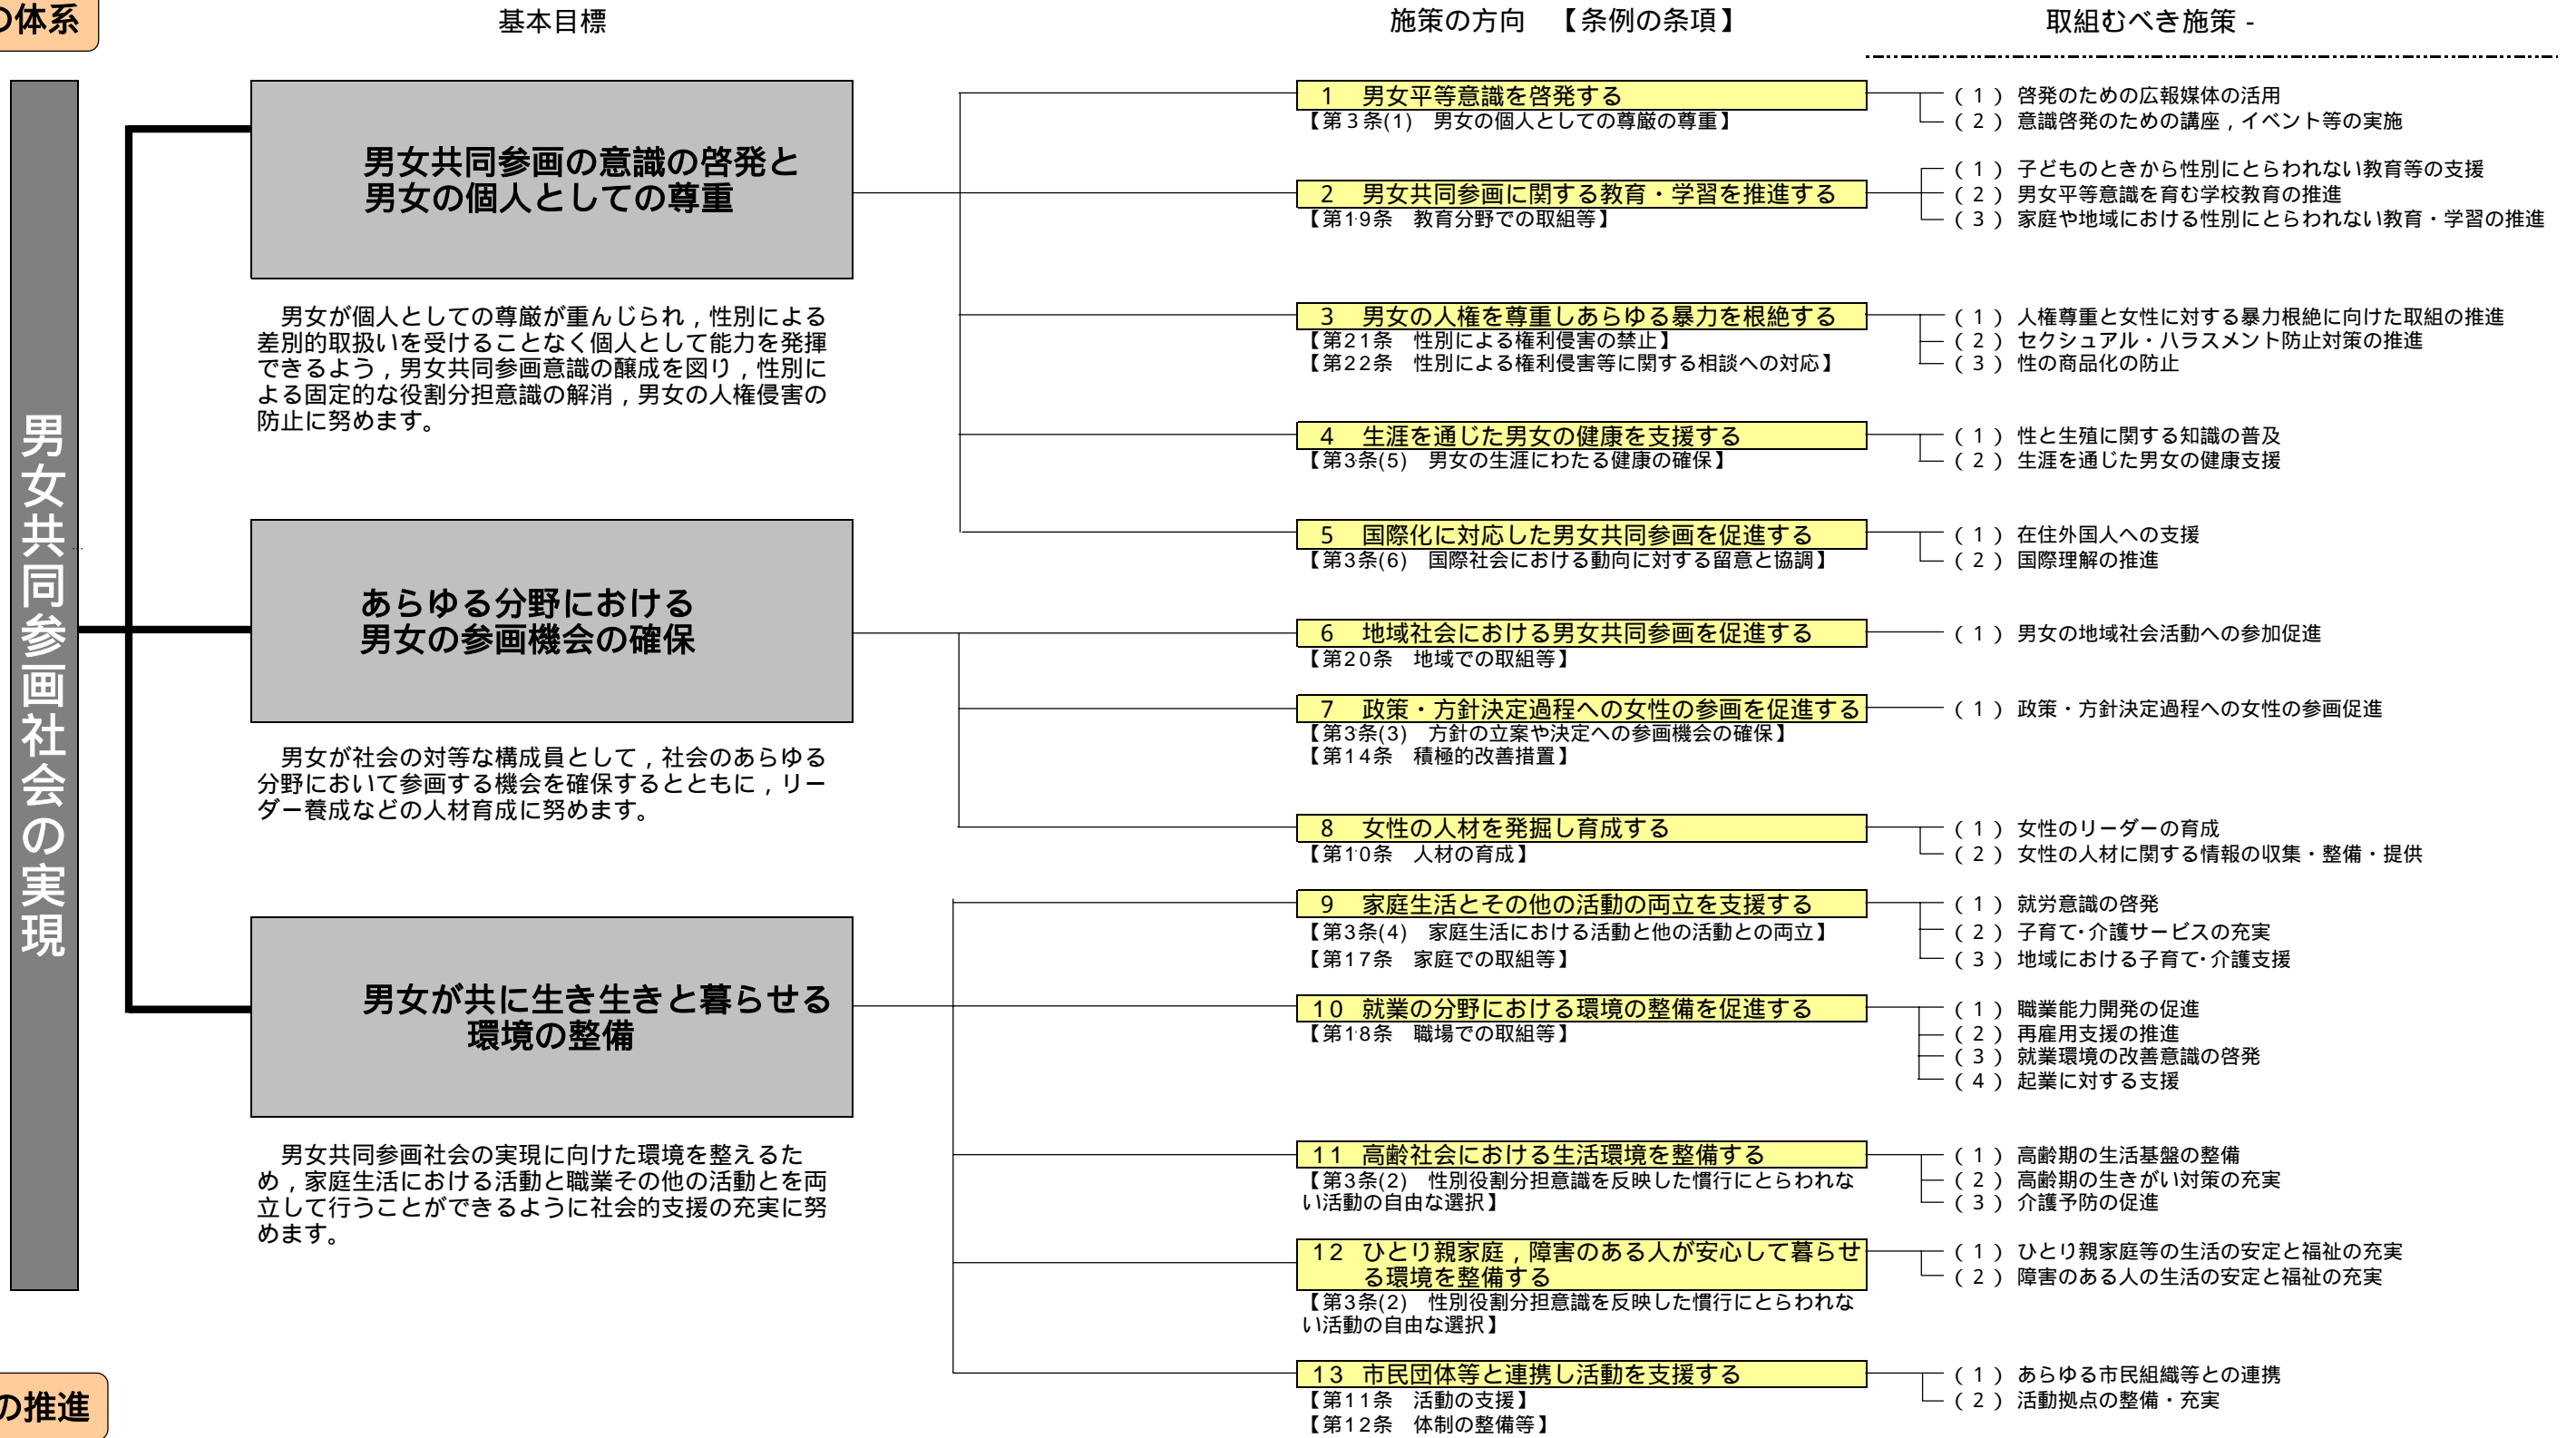 の体系
基本目標
施策の方向　【条例の条項】
取組むべき施策 -
男女共同参画社会の実現
男女共同参画の意識の啓発と
男女の個人としての尊重
男女が個人としての尊厳が重んじられ，性別による
差別的取扱いを受けることなく個人として能力を発揮
できるよう，男女共同参画意識の醸成を図り，性別に
よる固定的な役割分担意識の解消，男女の人権侵害の
防止に努めます。
1　男女平等意識を啓発する
【第３条(1)　男女の個人としての尊厳の尊重】
(１) 啓発のための広報媒体の活用
(２) 意識啓発のための講座，イベント等の実施
2　男女共同参画に関する教育・学習を推進する
【第19条　教育分野での取組等】
(１) 子どものときから性別にとらわれない教育等の支援
(２) 男女平等意識を育む学校教育の推進
(３) 家庭や地域における性別にとらわれない教育・学習の推進
3　男女の人権を尊重しあらゆる暴力を根絶する
【第21条　性別による権利侵害の禁止】
【第22条　性別による権利侵害等に関する相談への対応】
(１) 人権尊重と女性に対する暴力根絶に向けた取組の推進
(２) セクシュアル・ハラスメント防止対策の推進
(３) 性の商品化の防止
4　生涯を通じた男女の健康を支援する
【第3条(5)　男女の生涯にわたる健康の確保】
(１) 性と生殖に関する知識の普及
(２) 生涯を通じた男女の健康支援
5　国際化に対応した男女共同参画を促進する
【第3条(6)　国際社会における動向に対する留意と協調】
(１) 在住外国人への支援
(２) 国際理解の推進
あらゆる分野における
男女の参画機会の確保
男女が社会の対等な構成員として，社会のあらゆる
分野において参画する機会を確保するとともに，リー
ダー養成などの人材育成に努めます。
6　地域社会における男女共同参画を促進する
【第20条　地域での取組等】
(１) 男女の地域社会活動への参加促進
7　政策・方針決定過程への女性の参画を促進する
【第3条(3)　方針の立案や決定への参画機会の確保】
【第14条　積極的改善措置】
(１) 政策・方針決定過程への女性の参画促進
8　女性の人材を発掘し育成する
【第10条　人材の育成】
(１) 女性のリーダーの育成
(２) 女性の人材に関する情報の収集・整備・提供
男女が共に生き生きと暮らせる
環境の整備
男女共同参画社会の実現に向けた環境を整えるた
め，家庭生活における活動と職業その他の活動とを両
立して行うことができるように社会的支援の充実に努
めます。
9　家庭生活とその他の活動の両立を支援する
【第3条(4)　家庭生活における活動と他の活動との両立】
【第17条　家庭での取組等】
(１) 就労意識の啓発
(２) 子育て・介護サービスの充実
(３) 地域における子育て・介護支援
10　就業の分野における環境の整備を促進する
【第18条　職場での取組等】
(１) 職業能力開発の促進
(２) 再雇用支援の推進
(３) 就業環境の改善意識の啓発
(４) 起業に対する支援
11　高齢社会における生活環境を整備する
【第3条(2)　性別役割分担意識を反映した慣行にとらわれな
い活動の自由な選択】
(１) 高齢期の生活基盤の整備
(２) 高齢期の生きがい対策の充実
(３) 介護予防の促進
12　ひとり親家庭，障害のある人が安心して暮らせ
る環境を整備する
【第3条(2)　性別役割分担意識を反映した慣行にとらわれな
い活動の自由な選択】
(１) ひとり親家庭等の生活の安定と福祉の充実
(２) 障害のある人の生活の安定と福祉の充実
13　市民団体等と連携し活動を支援する
【第11条　活動の支援】
【第12条　体制の整備等】
(１) あらゆる市民組織等との連携
(２) 活動拠点の整備・充実
の推進